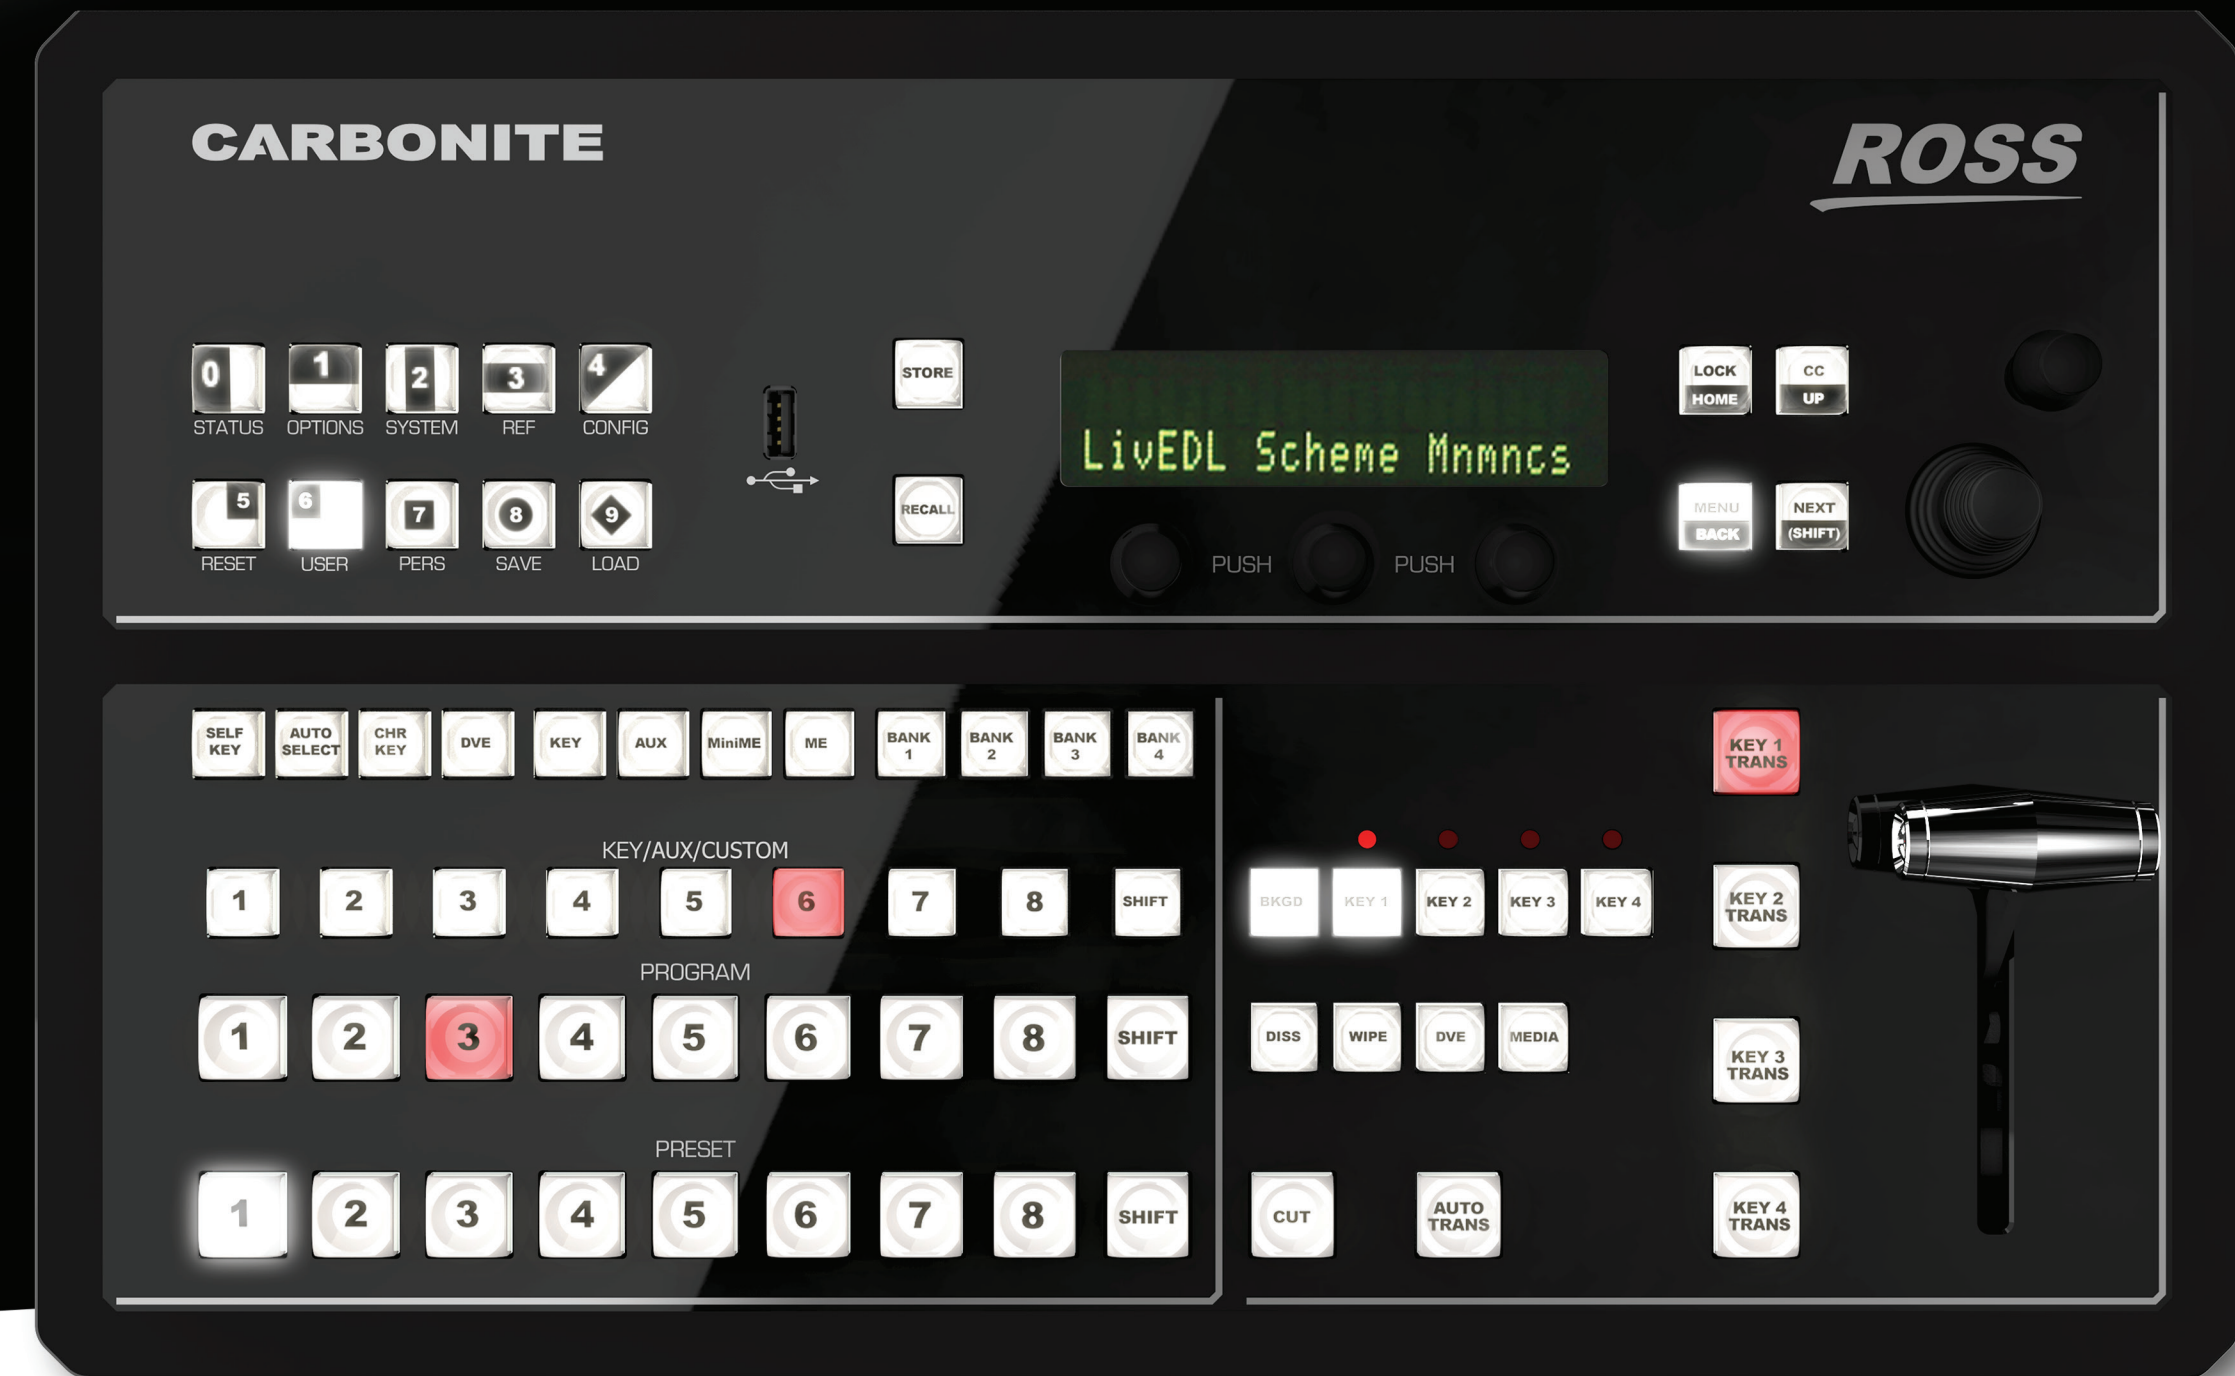 CARBONITE
ROSS
0 1 2 3 4
STATUS OPTIONS SYSTEM REF CONFIG
5 6 7 8 9
RESET USER PERS SAVE LOAD
STORE
RECALL
LivEDL Scheme Mnmncs
PUSH PUSH
LOCK
HOME
CC
UP
MENU
BACK
NEXT
(SHIFT)
SELF
KEY
AUTO
SELECT
CHR
KEY
DVE
KEY
AUX
MiniME
ME
BANK
1
BANK
2
BANK
3
BANK
4
KEY/AUX/CUSTOM
1 2 3 4 5 6 7 8 SHIFT
PROGRAM
1 2 3 4 5 6 7 8 SHIFT
PRESET
1 2 3 4 5 6 7 8 SHIFT
BKGD KEY 1 KEY 2 KEY 3 KEY 4
DISS WIPE DVE MEDIA
CUT
AUTO
TRANS
KEY 1
TRANS
KEY 2
TRANS
KEY 3
TRANS
KEY 4
TRANS